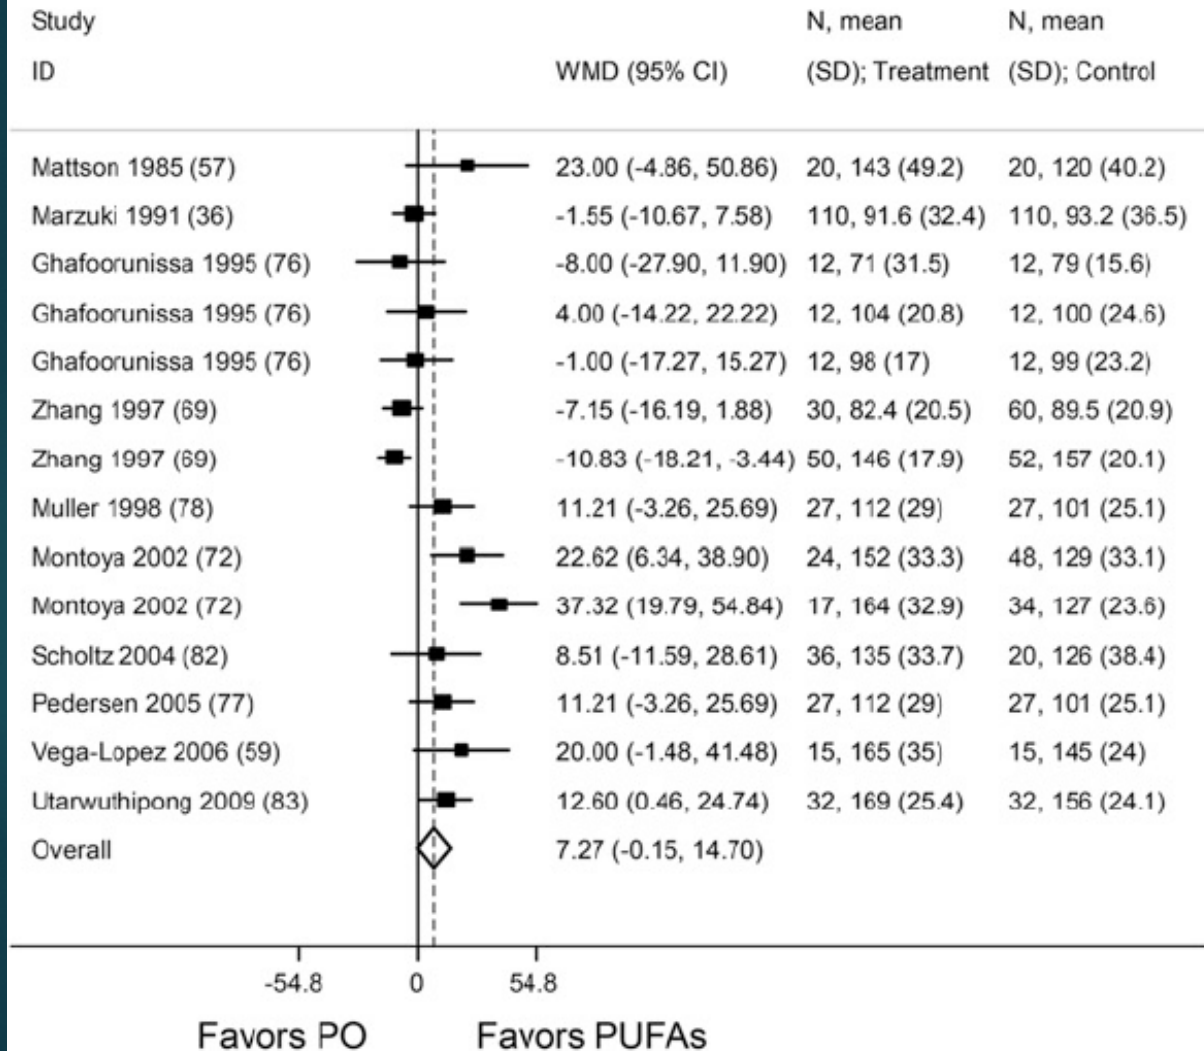 Study N, mean N, mean
ID WMD (95% CI) (SD); Treatment (SD); Control
Mattson 1985 (57) 23.00 (-4.86, 50.86) 20, 143 (49.2) 20, 120 (40.2)
Marzuki 1991 (36) -1.55 (-10.67, 7.58) 110, 91.6 (32.4) 110, 93.2 (36.5)
Ghafoorunissa 1995 (76) -8.00 (-27.90, 11.90) 12, 71 (31.5) 12, 79 (15.6)
Ghafoorunissa 1995 (76) 4.00 (-14.22, 22.22) 12, 104 (20.8) 12, 100 (24.6)
Ghafoorunissa 1995 (76) -1.00 (-17.27, 15.27) 12, 98 (17) 12, 99 (23.2)
Zhang 1997 (69) -7.15 (-16.19, 1.88) 30, 82.4 (20.5) 60, 89.5 (20.9)
Zhang 1997 (69) -10.83 (-18.21, -3.44) 50, 146 (17.9) 52, 157 (20.1)
Muller 1998 (78) 11.21 (-3.26, 25.69) 27, 112 (29) 27, 101 (25.1)
Montoya 2002 (72) 22.62 (6.34, 38.90) 24, 152 (33.3) 48, 129 (33.1)
Montoya 2002 (72) 37.32 (19.79, 54.84) 17, 164 (32.9) 34, 127 (23.6)
Scholtz 2004 (82) 8.51 (-11.59, 28.61) 36, 135 (33.7) 20, 126 (38.4)
Pedersen 2005 (77) 11.21 (-3.26, 25.69) 27, 112 (29) 27, 101 (25.1)
Vega-Lopez 2006 (59) 20.00 (-1.48, 41.48) 15, 165 (35) 15, 145 (24)
Utarwuthipong 2009 (83) 12.60 (0.46, 24.74) 32, 169 (25.4) 32, 156 (24.1)
Overall 7.27 (-0.15, 14.70)
-54.8 0 54.8
Favors PO Favors PUFAs